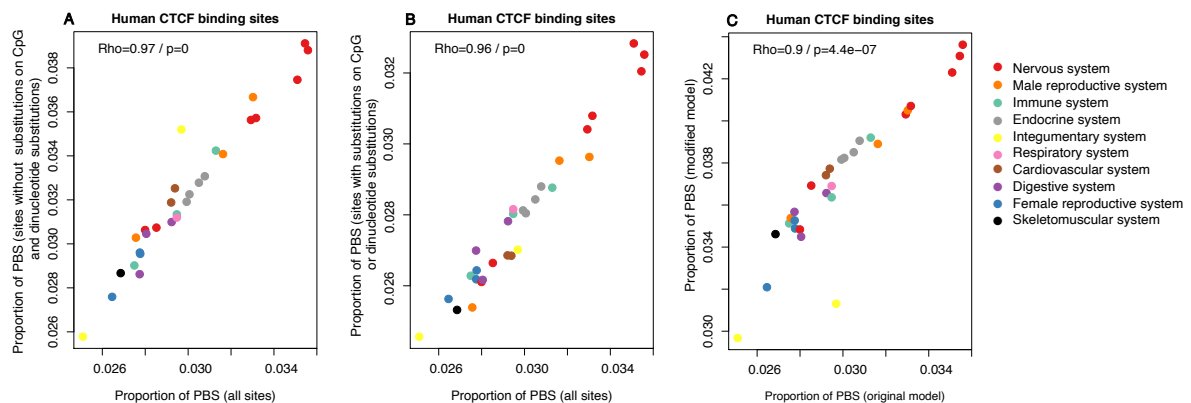 A
Human CTCF binding sites
Rho=0.97 / p=0
Proportion of PBS (sites without substitutions on CpG
and dinucleotide substitutions)
0.026
0.028
0.030
0.032
0.034
0.036
0.038
0.026
0.030
0.034
Proportion of PBS (all sites)
B
Human CTCF binding sites
Rho=0.96 / p=0
Proportion of PBS (sites with substitutions on CpG
or dinucleotide substitutions)
0.026
0.028
0.030
0.032
0.026
0.030
0.034
Proportion of PBS (all sites)
C
Human CTCF binding sites
Rho=0.9 / p=4.4e−07
Proportion of PBS (modified model)
0.030
0.034
0.038
0.042
0.026
0.030
0.034
Proportion of PBS (original model)
Nervous system
Male reproductive system
Immune system
Endocrine system
Integumentary system
Respiratory system
Cardiovascular system
Digestive system
Female reproductive system
Skeletomuscular system